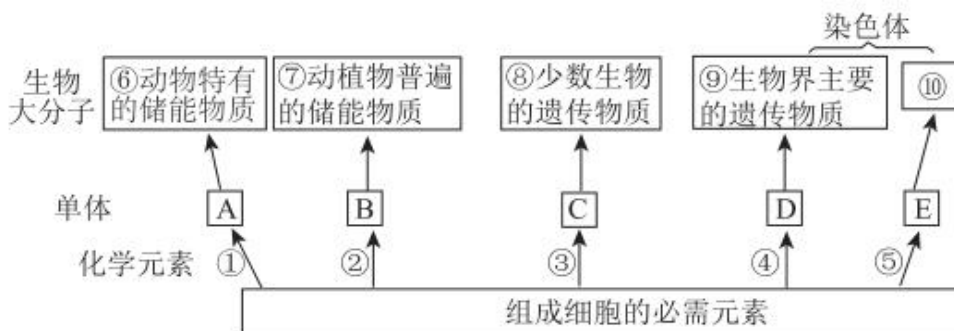 染色体
生物
大分子
⑥动物特有
的储能物质
⑦动植物普遍
的储能物质
⑧少数生物
的遗传物质
⑨生物界主要
的遗传物质
⑩
单体
A
B
C
D
E
化学元素
①
②
③
④
⑤
组成细胞的必需元素